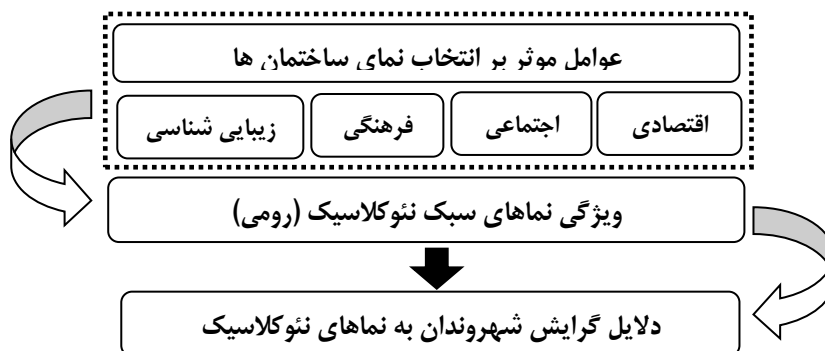 عوامل موثر بر انتخاب نمای ساختمان ها
اقتصادی اجتماعی فرهنگی زیبایی شناسی
ویژگی نماهای سبک نئوکلاسیک (رومی)
دلایل گرایش شهروندان به نماهای نئوکلاسیک